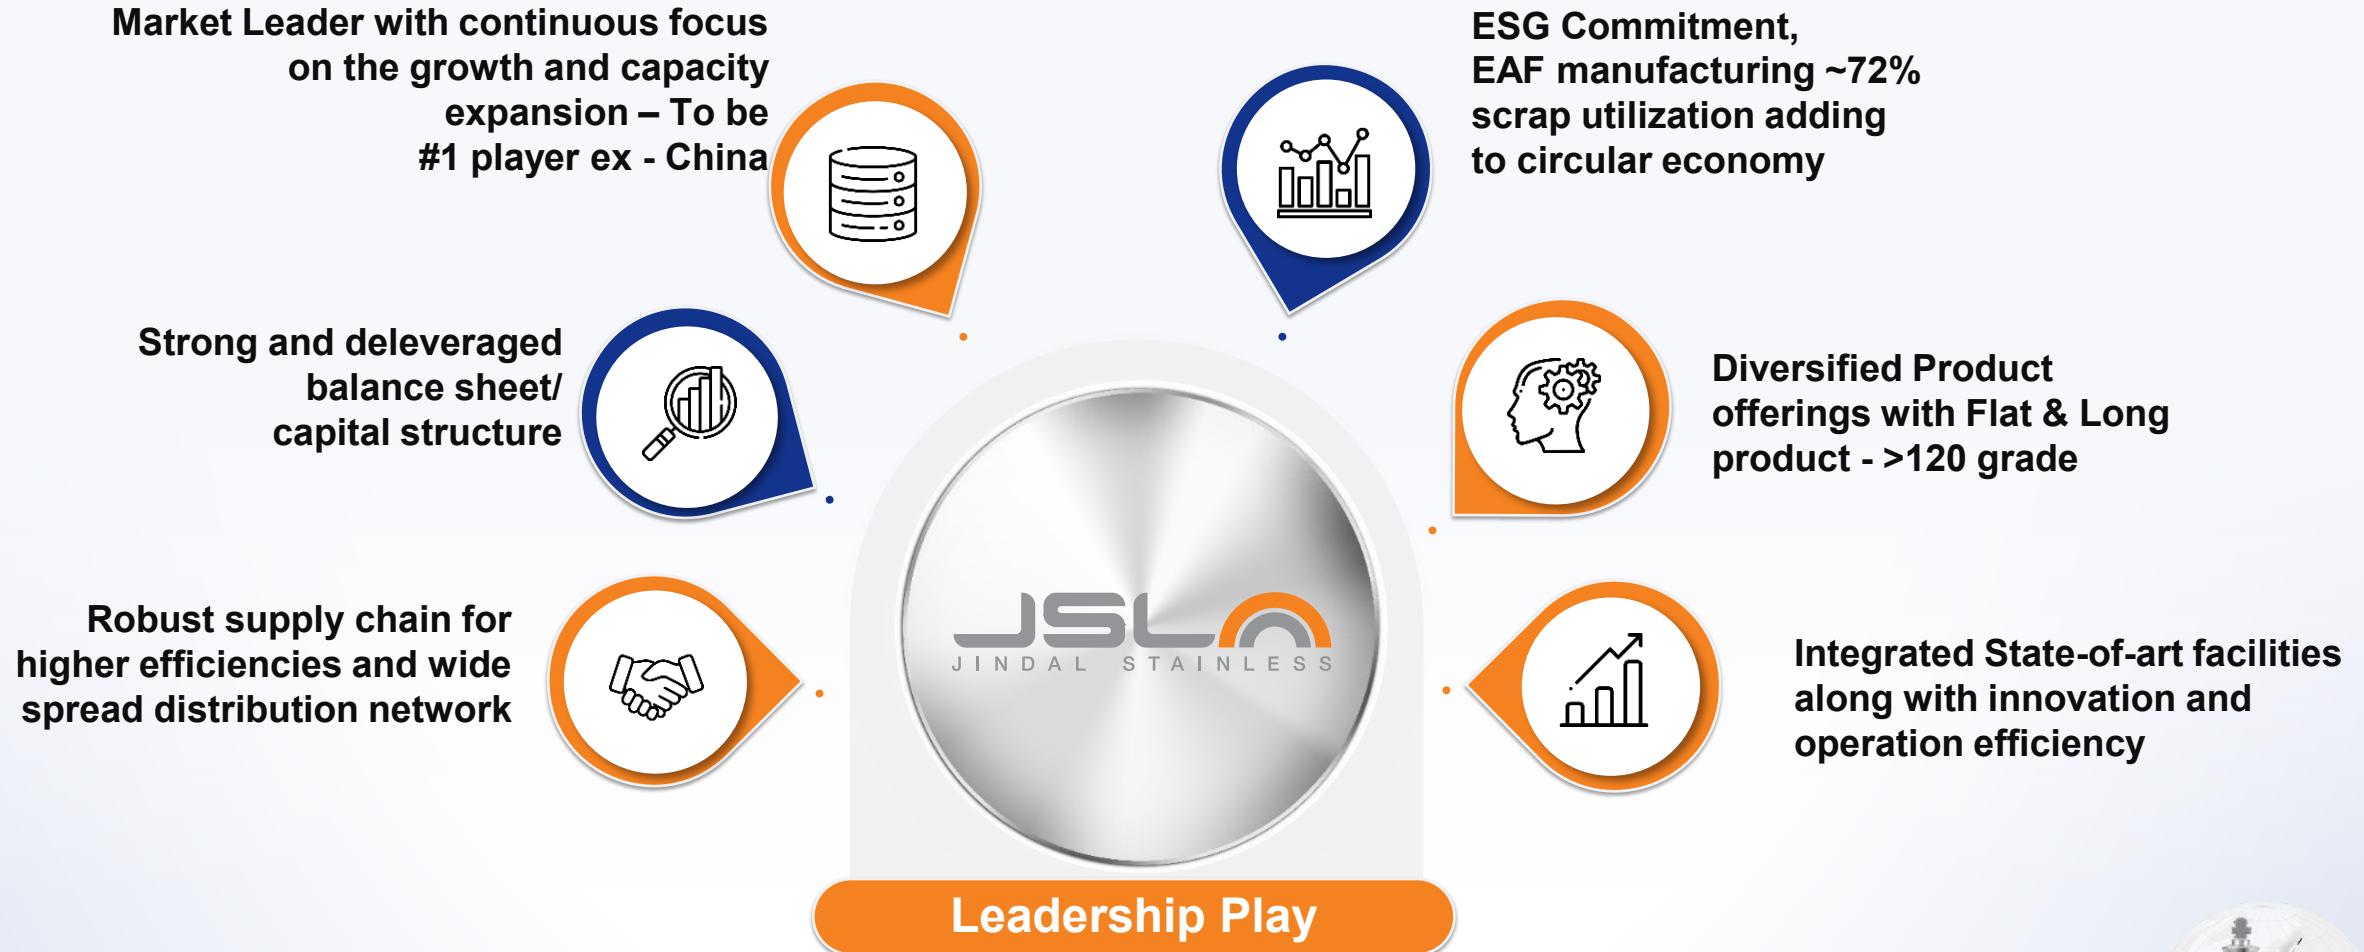 Market Leader with continuous focus
on the growth and capacity
expansion – To be
#1 player ex - China
ESG Commitment,
EAF manufacturing ~72%
scrap utilization adding
to circular economy
Strong and deleveraged
balance sheet/
capital structure
Diversified Product
offerings with Flat & Long
product - >120 grade
Robust supply chain for
higher efficiencies and wide
spread distribution network
Integrated State-of-art facilities
along with innovation and
operation efficiency
JSL
JINDAL STAINLESS
Leadership Play